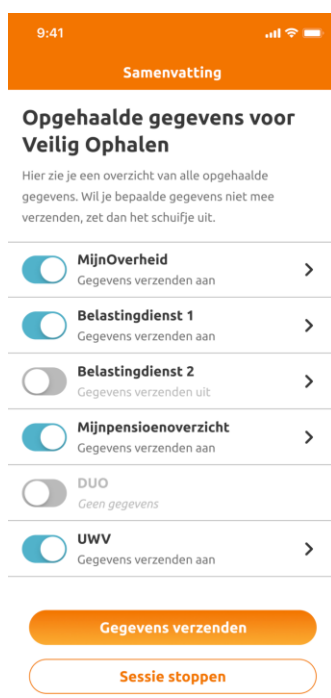 9:41
Samenvatting
Opgehaalde gegevens voor
Veilig Ophalen
Hier zie je een overzicht van alle opgehaalde
gegevens. Wil je bepaalde gegevens niet mee
verzenden, zet dan het schuifje uit.
MijnOverheid
Gegevens verzenden aan
Belastingdienst 1
Gegevens verzenden aan
Belastingdienst 2
Gegevens verzenden uit
Mijnpensioenoverzicht
Gegevens verzenden aan
DUO
Geen gegevens
UWV
Gegevens verzenden aan
Gegevens verzenden
Sessie stoppen